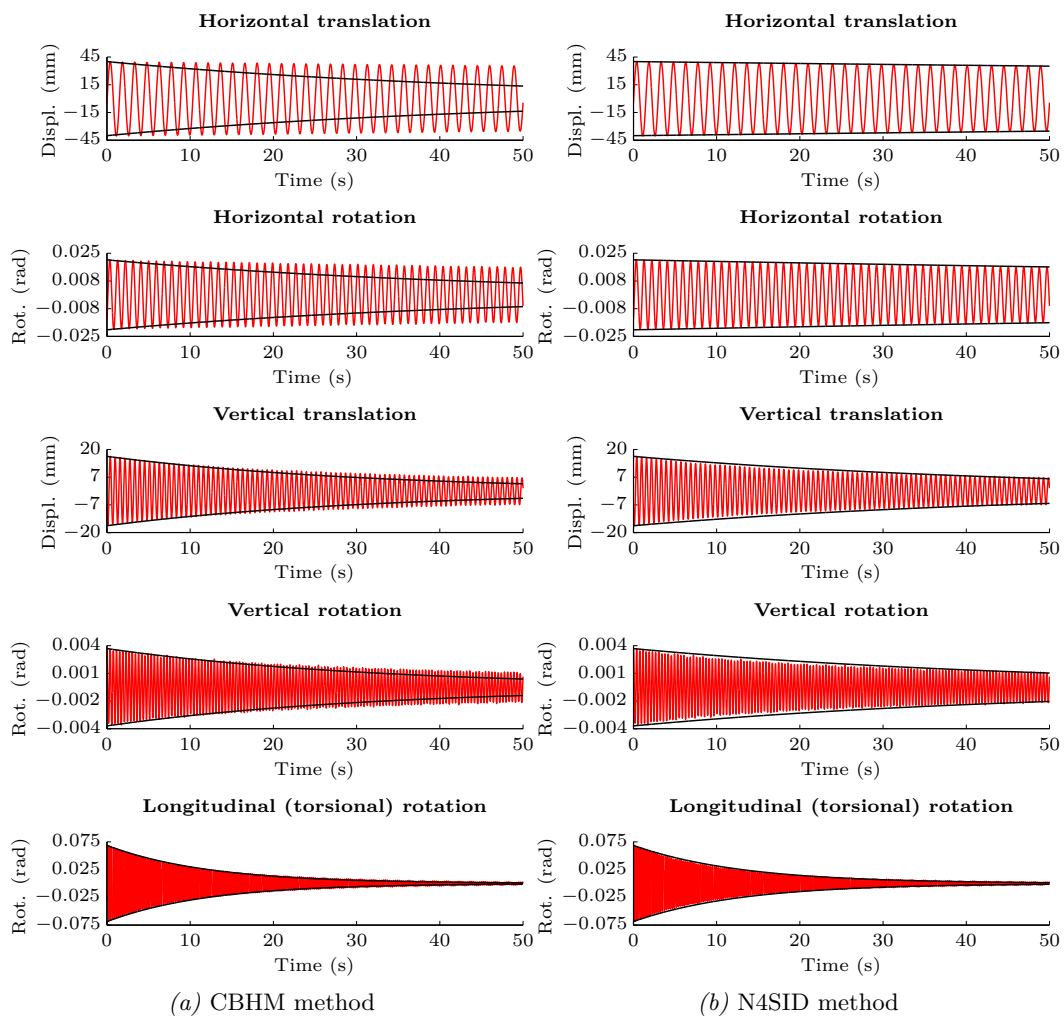 Horizontal translation
Displ. (mm)
45
15
−15
−45
0 10 20 30 40 50
Time (s)
Horizontal translation
Displ. (mm)
45
15
−15
−45
0 10 20 30 40 50
Time (s)
Horizontal rotation
Rot. (rad)
0.025
0.008
−0.008
−0.025
0 10 20 30 40 50
Time (s)
Horizontal rotation
Rot. (rad)
0.025
0.008
−0.008
−0.025
0 10 20 30 40 50
Time (s)
Vertical translation
Displ. (mm)
20
7
−7
−20
0 10 20 30 40 50
Time (s)
Vertical translation
Displ. (mm)
20
7
−7
−20
0 10 20 30 40 50
Time (s)
Vertical rotation
Rot. (rad)
0.004
0.001
−0.002
−0.004
0 10 20 30 40 50
Time (s)
Vertical rotation
Rot. (rad)
0.004
0.001
−0.002
−0.004
0 10 20 30 40 50
Time (s)
Longitudinal (torsional) rotation
Rot. (rad)
0.075
0.025
−0.025
−0.075
0 10 20 30 40 50
Time (s)
Longitudinal (torsional) rotation
Rot. (rad)
0.075
0.025
−0.025
−0.075
0 10 20 30 40 50
Time (s)
(a) CBHM method
(b) N4SID method